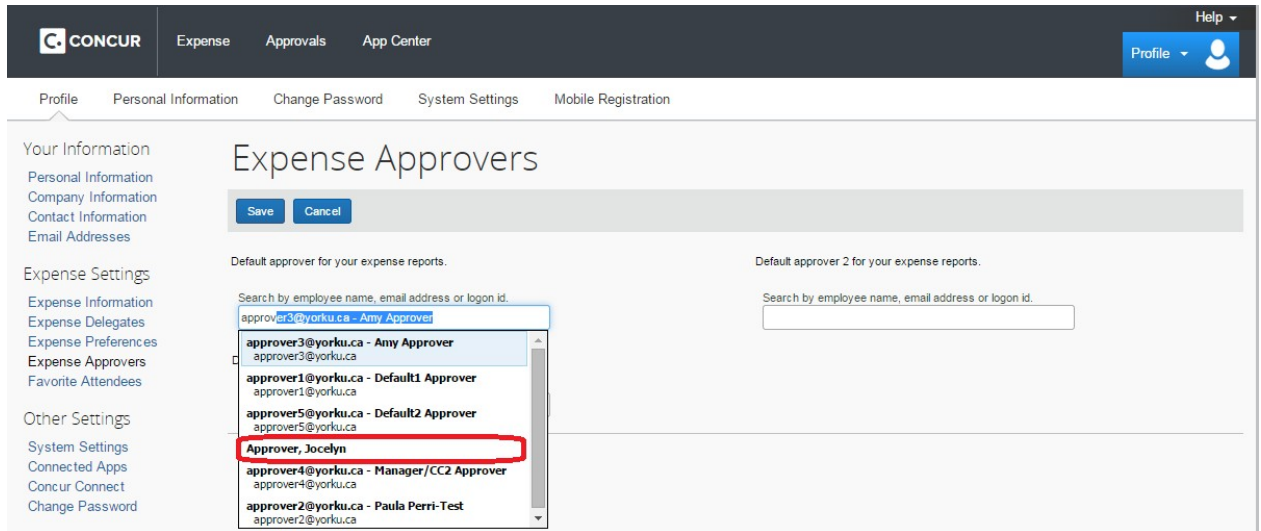 Help
C. CONCUR Expense Approvals App Center
Profile
Profile Personal Information Change Password System Settings Mobile Registration
Your Information
Personal Information
Company Information
Contact Information
Email Addresses
Expense Settings
Expense Information
Expense Delegates
Expense Preferences
Expense Approvers
Favorite Attendees
Other Settings
System Settings
Connected Apps
Concur Connect
Change Password
Expense Approvers
Save Cancel
Default approver for your expense reports.
Search by employee name, email address or logon id.
approver3@yorku.ca - Amy Approver
approver3@yorku.ca - Amy Approver
approver3@yorku.ca
approver1@yorku.ca - Default1 Approver
approver1@yorku.ca
approver5@yorku.ca - Default2 Approver
approver5@yorku.ca
Approver, Jocelyn
approver4@yorku.ca - Manager/CC2 Approver
approver4@yorku.ca
approver2@yorku.ca - Paula Perri-Test
approver2@yorku.ca
Default approver 2 for your expense reports.
Search by employee name, email address or logon id.